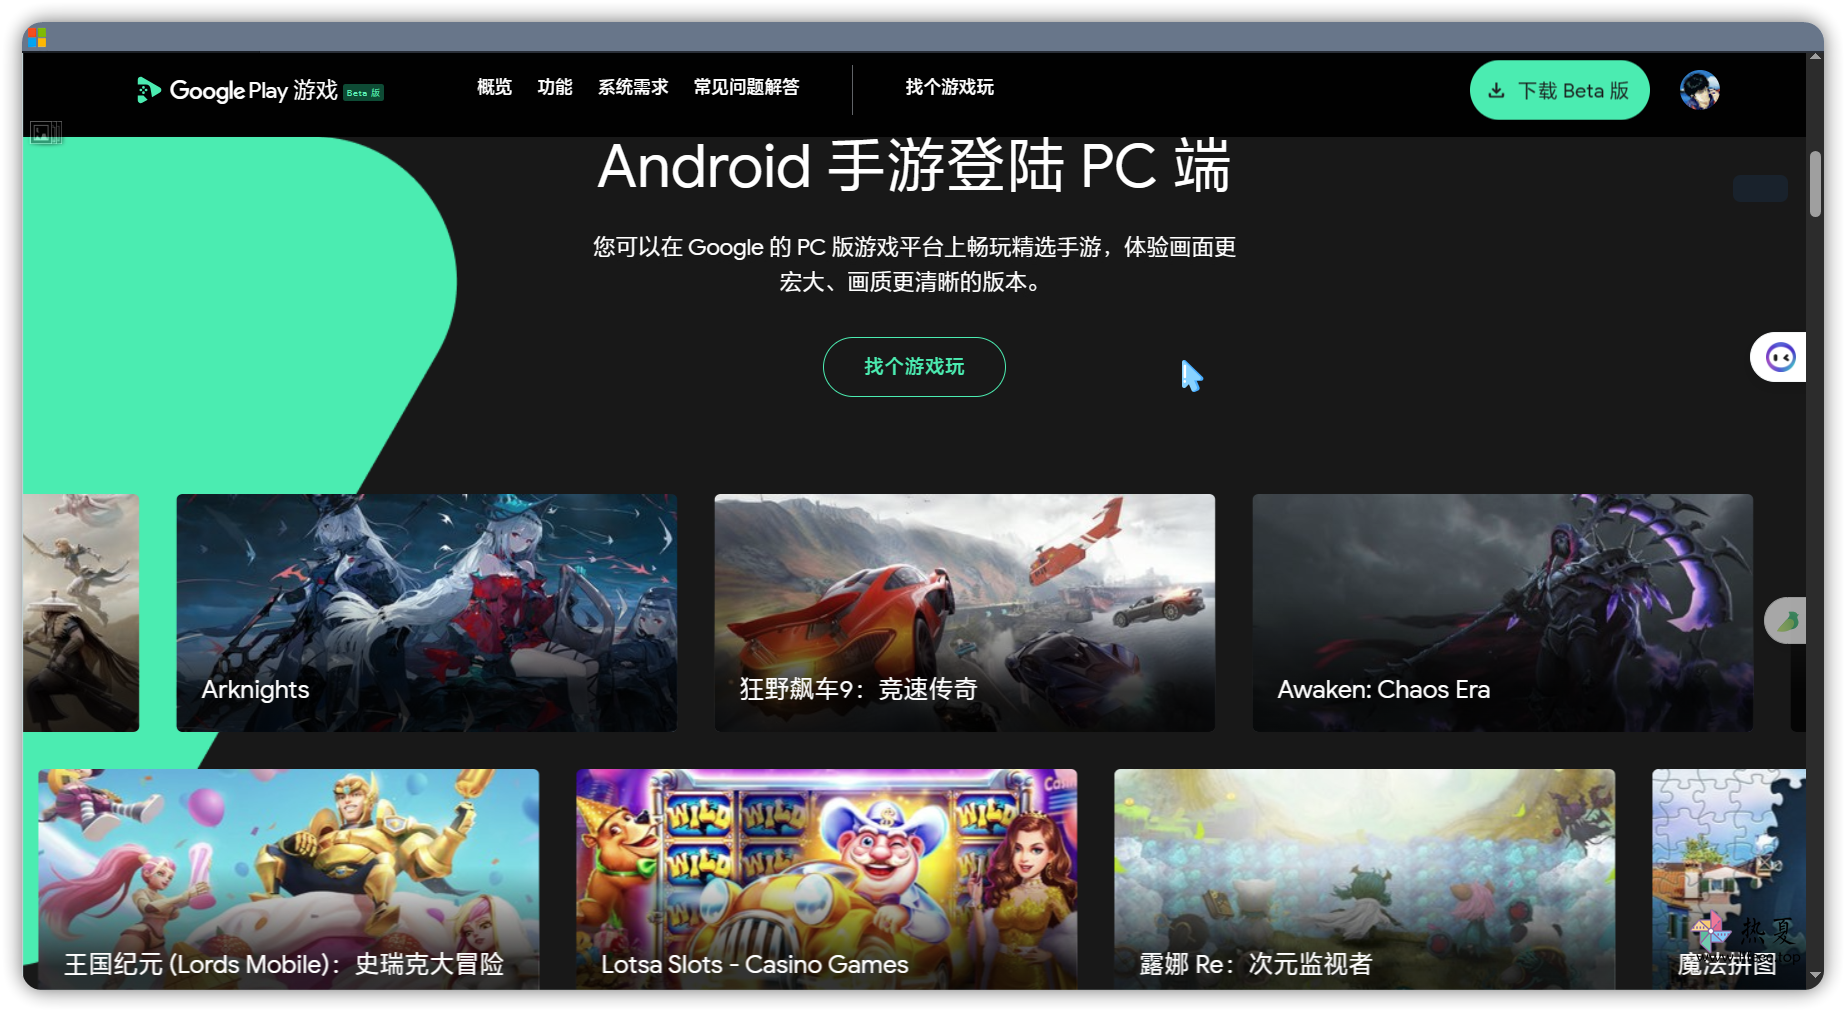 Google Play 游戏 Beta 版
概览 功能 系统需求 常见问题解答 找个游戏玩
下载 Beta 版
Android 手游登陆 PC 端
您可以在 Google 的 PC 版游戏平台上畅玩精选手游，体验画面更
宏大、画质更清晰的版本。
找个游戏玩
Arknights
狂野飙车9：竞速传奇
Awaken: Chaos Era
WILD WILD WILD
WILD WILD
Casino
王国纪元 (Lords Mobile)：史瑞克大冒险
Lotsa Slots - Casino Games
露娜 Re：次元监视者
热夏
魔法拼图